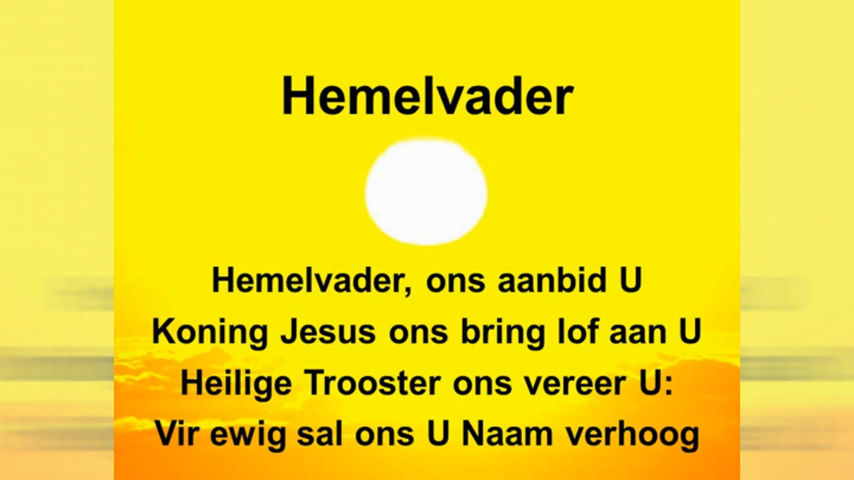 Hemelvader
Hemelvader, ons aanbid U
Koning Jesus ons bring lof aan U
Heilige Trooster ons vereer U:
Vir ewig sal ons U Naam verhoog